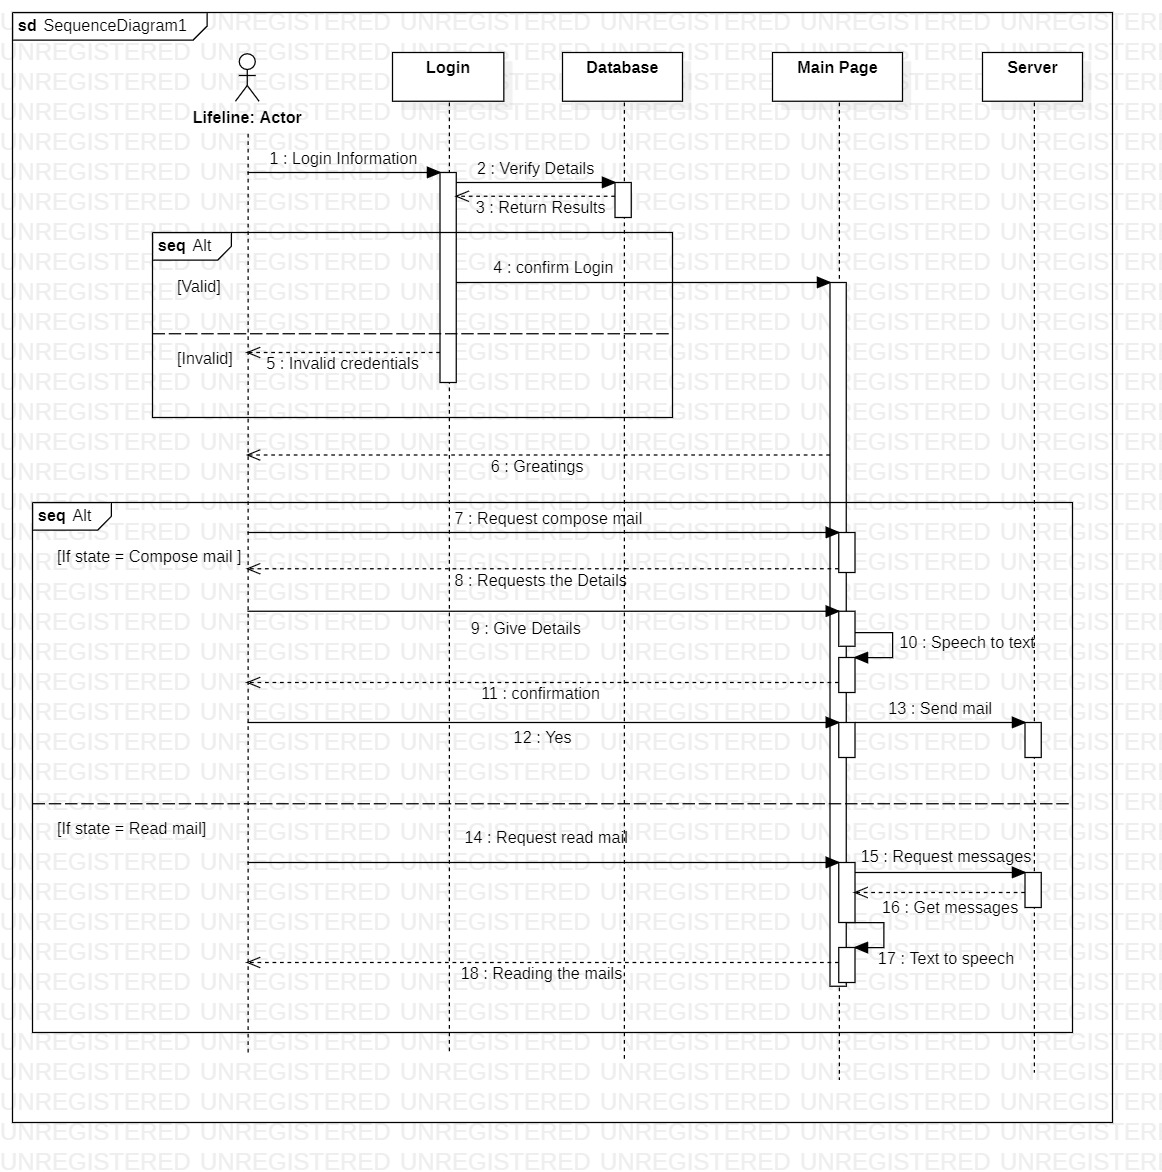 sd SequenceDiagram1
Lifeline: Actor
Login
Database
Main Page
Server
1 : Login Information
2 : Verify Details
3 : Return Results
seq Alt
4 : confirm Login
[Valid]
[Invalid]
5 : Invalid credentials
6 : Greatings
seq Alt
7 : Request compose mail
[If state = Compose mail ]
8 : Requests the Details
9 : Give Details
10 : Speech to text
11 : confirmation
13 : Send mail
12 : Yes
[If state = Read mail]
14 : Request read mail
15 : Request messages
16 : Get messages
17 : Text to speech
18 : Reading the mails
UNREGISTERED